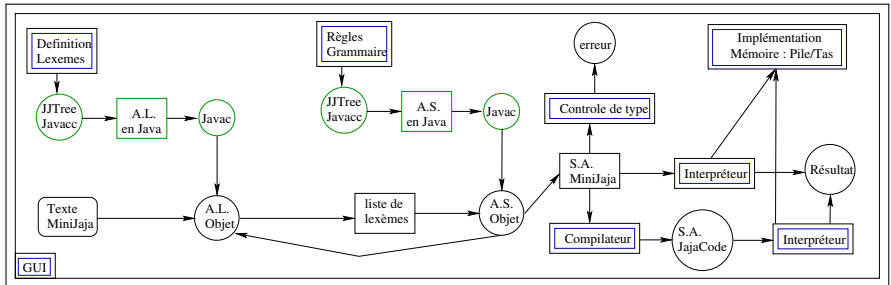 Definition
Lexemes
Règles
Grammaire
erreur
Implémentation
Mémoire : Pile/Tas
JJTree
Javacc
A.L.
en Java
Javac
JJTree
Javacc
A.S.
en Java
Javac
Controle de type
S.A.
MiniJaja
Interpréteur
Résultat
Texte
MiniJaja
A.L.
Objet
liste de
lexèmes
A.S.
Objet
Compilateur
S.A.
JajaCode
Interpréteur
GUI